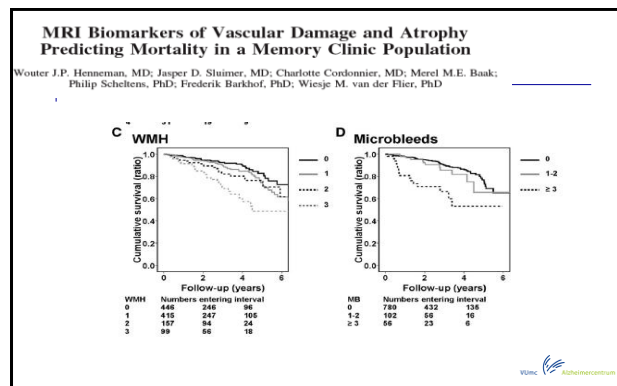 MRI Biomarkers of Vascular Damage and Atrophy
Predicting Mortality in a Memory Clinic Population
Wouter J.P. Henneman, MD; Jasper D. Sluimer, MD; Charlotte Cordonnier, MD; Merel M.E. Baak;
Philip Scheltens, PhD; Frederik Barkhof, PhD; Wiesje M. van der Flier, PhD
C WMH
Cumulative survival (ratio)
1.0
0.8
0.6
0.4
0.2
0.0
0 2 4 6
Follow-up (years)
0
1
2
3
WMH Numbers entering interval
0 446 246 96
1 415 247 105
2 157 94 24
3 99 56 18
D Microbleeds
Cumulative survival (ratio)
1.0
0.8
0.6
0.4
0.2
0.0
0 2 4 6
Follow-up (years)
0
1-2
≥ 3
MB Numbers entering interval
0 780 432 135
1-2 102 56 16
≥ 3 56 23 6
VUmc Alzheimercentrum